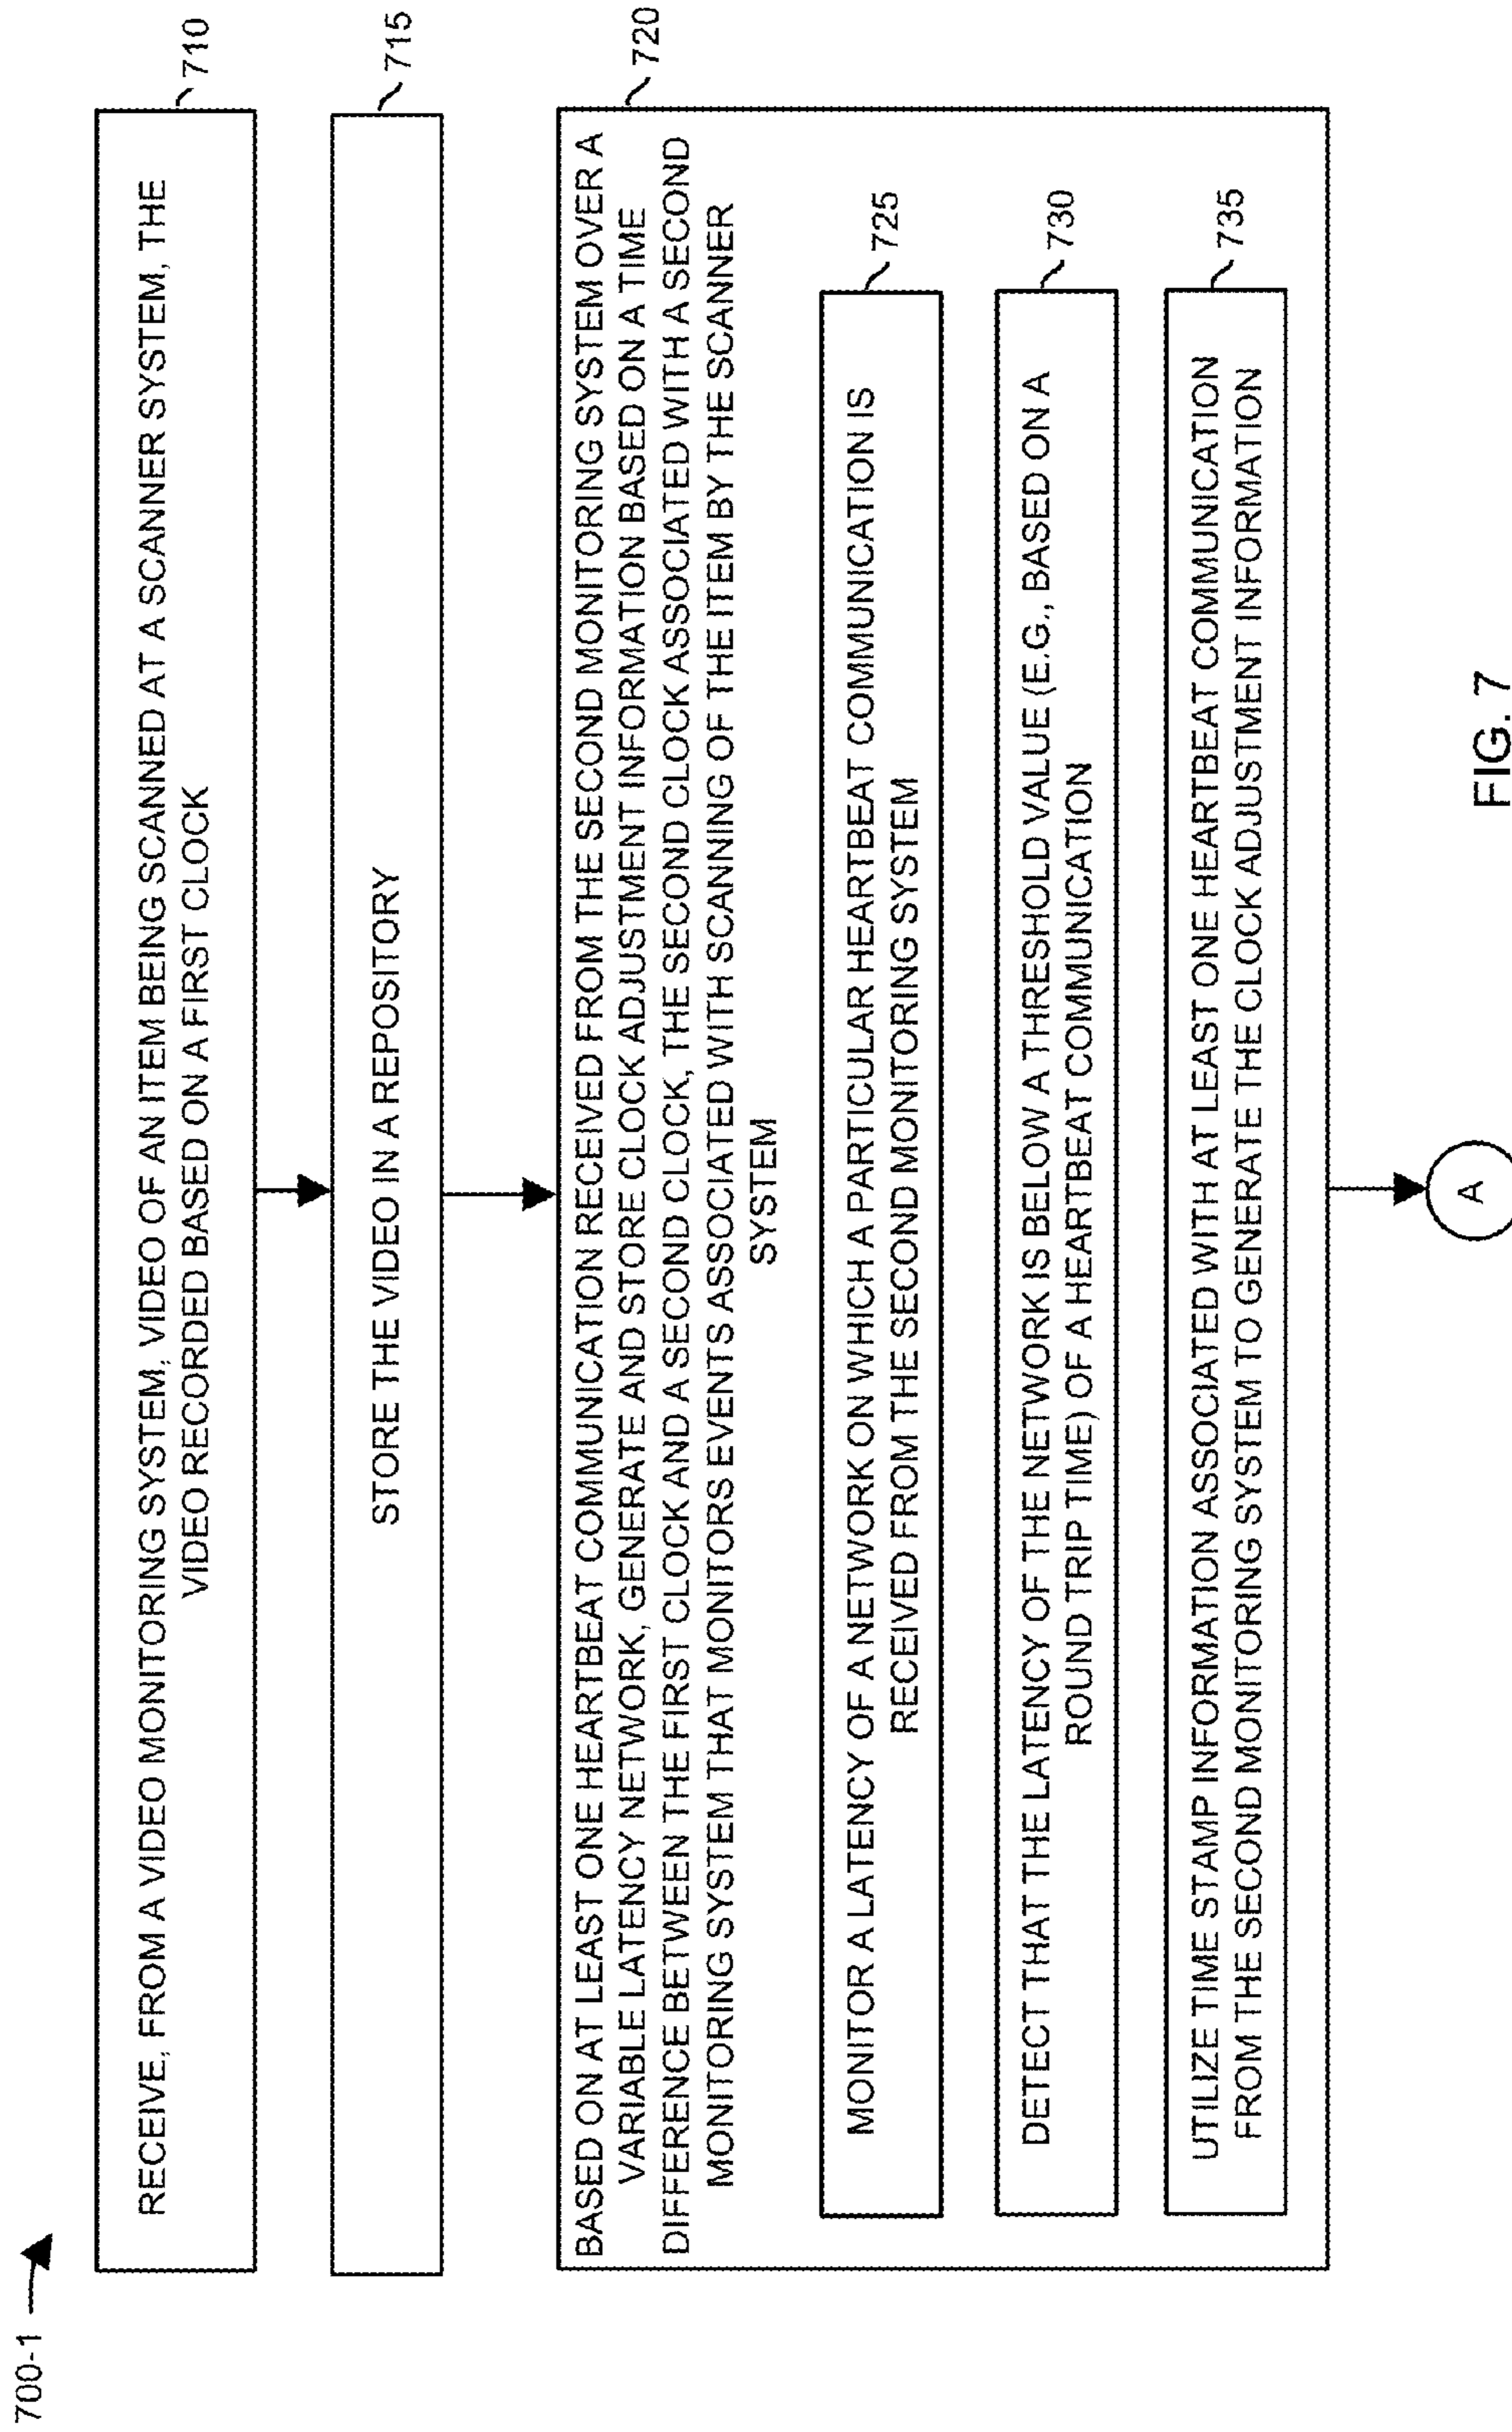 700-1
RECEIVE, FROM A VIDEO MONITORING SYSTEM, VIDEO OF AN ITEM BEING SCANNED AT A SCANNER SYSTEM, THE
VIDEO RECORDED BASED ON A FIRST CLOCK
710
STORE THE VIDEO IN A REPOSITORY
715
BASED ON AT LEAST ONE HEARTBEAT COMMUNICATION RECEIVED FROM THE SECOND MONITORING SYSTEM OVER A
VARIABLE LATENCY NETWORK, GENERATE AND STORE CLOCK ADJUSTMENT INFORMATION BASED ON A TIME
DIFFERENCE BETWEEN THE FIRST CLOCK AND A SECOND CLOCK, THE SECOND CLOCK ASSOCIATED WITH A SECOND
MONITORING SYSTEM THAT MONITORS EVENTS ASSOCIATED WITH SCANNING OF THE ITEM BY THE SCANNER
SYSTEM
720
MONITOR A LATENCY OF A NETWORK ON WHICH A PARTICULAR HEARTBEAT COMMUNICATION IS
RECEIVED FROM THE SECOND MONITORING SYSTEM
725
DETECT THAT THE LATENCY OF THE NETWORK IS BELOW A THRESHOLD VALUE (E.G., BASED ON A
ROUND TRIP TIME) OF A HEARTBEAT COMMUNICATION
730
UTILIZE TIME STAMP INFORMATION ASSOCIATED WITH AT LEAST ONE HEARTBEAT COMMUNICATION
FROM THE SECOND MONITORING SYSTEM TO GENERATE THE CLOCK ADJUSTMENT INFORMATION
735
A
FIG. 7